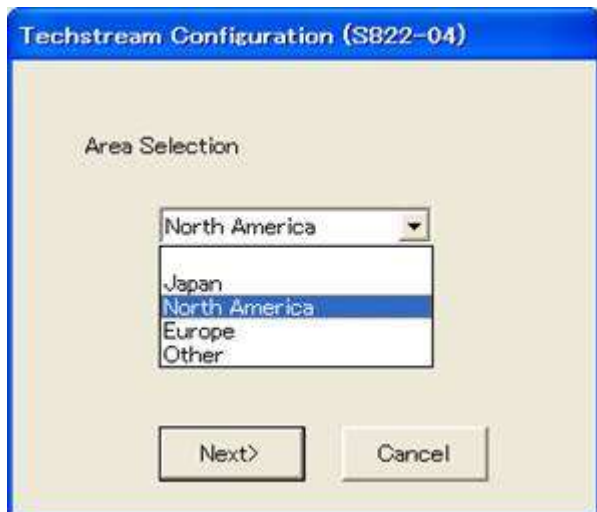 Techstream Configuration (S822-04)
Area Selection
North America
Japan
North America
Europe
Other
Next>
Cancel